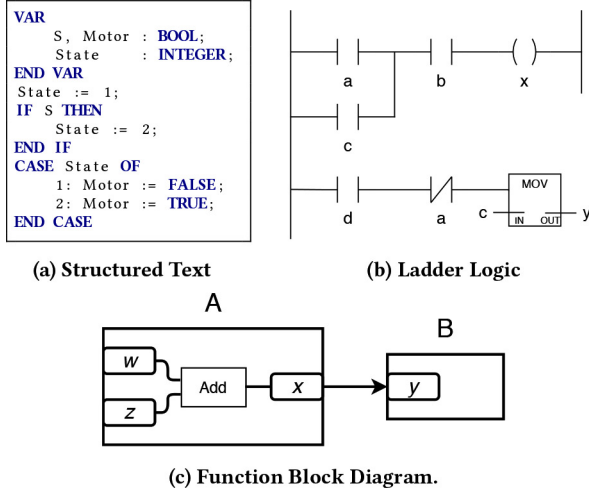 VAR
S, Motor : BOOL;
State : INTEGER;
END VAR
State := 1;
IF S THEN
State := 2;
END IF
CASE State OF
1: Motor := FALSE;
2: Motor := TRUE;
END CASE
(a) Structured Text
a
b
x
c
d
a
MOV
c
IN
OUT
y
(b) Ladder Logic
A
B
w
z
Add
x
y
(c) Function Block Diagram.